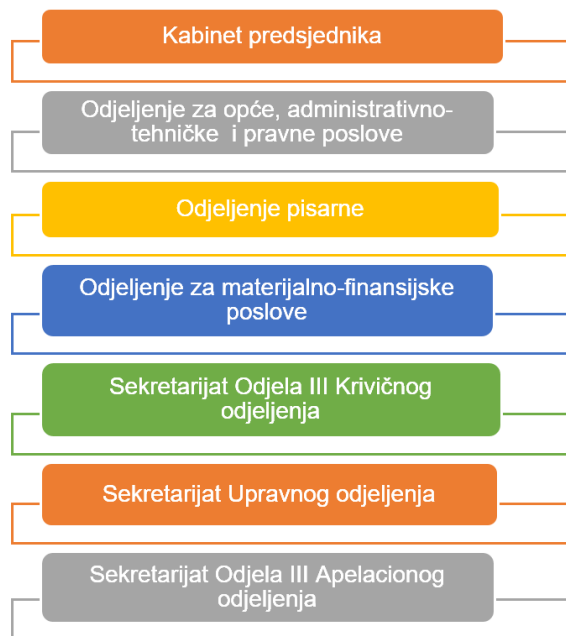 Kabinet predsjednika
Odjeljenje za opće, administrativno-
tehničke i pravne poslove
Odjeljenje pisarne
Odjeljenje za materijalno-finansijske
poslove
Sekretarijat Odjela III Krivičnog
odjeljenja
Sekretarijat Upravnog odjeljenja
Sekretarijat Odjela III Apelacionog
odjeljenja